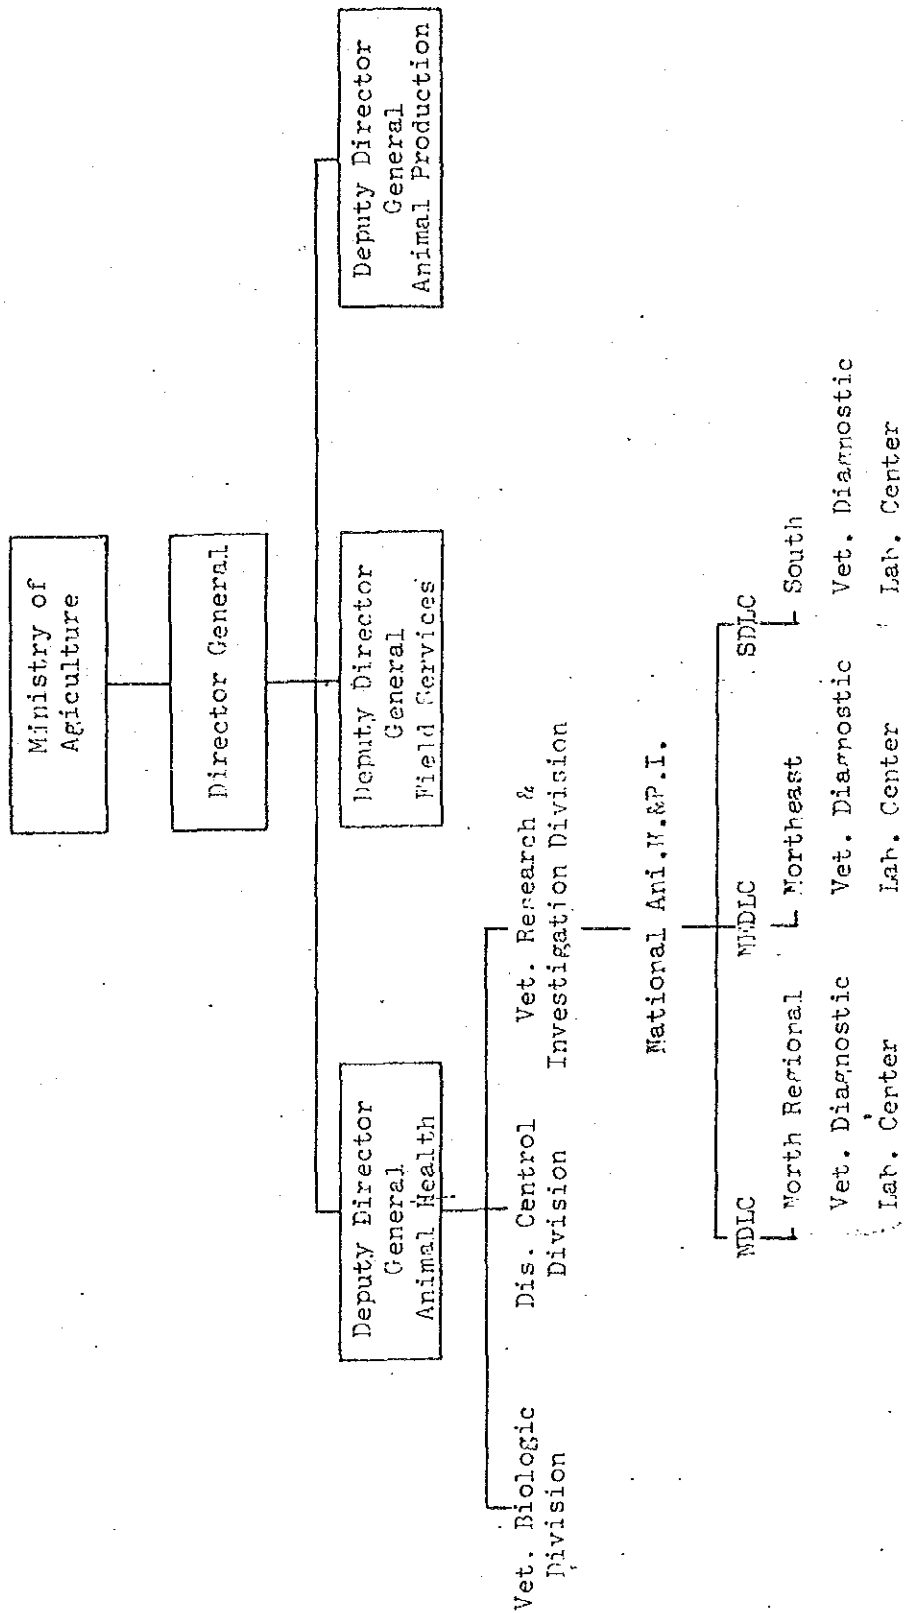 Ministry of
Agiculture
Director General
Deputy Director
General
Animal Health
Deputy Director
General
Field Services
Deputy Director
General
Animal Production
Vet. Biologic
Division
Dis. Control
Division
Vet. Research &
Investigation Division
National Ani.H.&P.I.
NDLC
North Regional
Vet. Diagnostic
Lab. Center
NEDLC
Northeast
Vet. Diagnostic
Lab. Center
SDLC
South
Vet. Diagnostic
Lab. Center